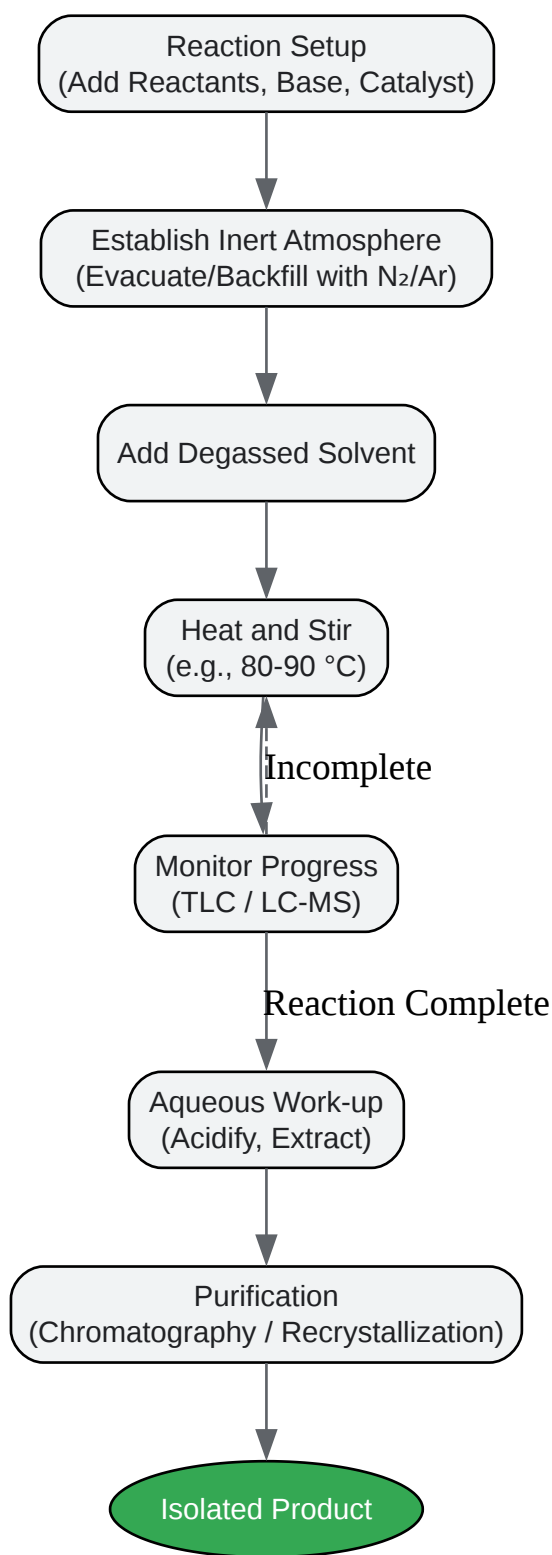 Reaction Setup
(Add Reactants, Base, Catalyst)
Establish Inert Atmosphere
(Evacuate/Backfill with N₂/Ar)
Add Degassed Solvent
Heat and Stir
(e.g., 80-90 °C)
Incomplete
Monitor Progress
(TLC / LC-MS)
Reaction Complete
Aqueous Work-up
(Acidify, Extract)
Purification
(Chromatography / Recrystallization)
Isolated Product